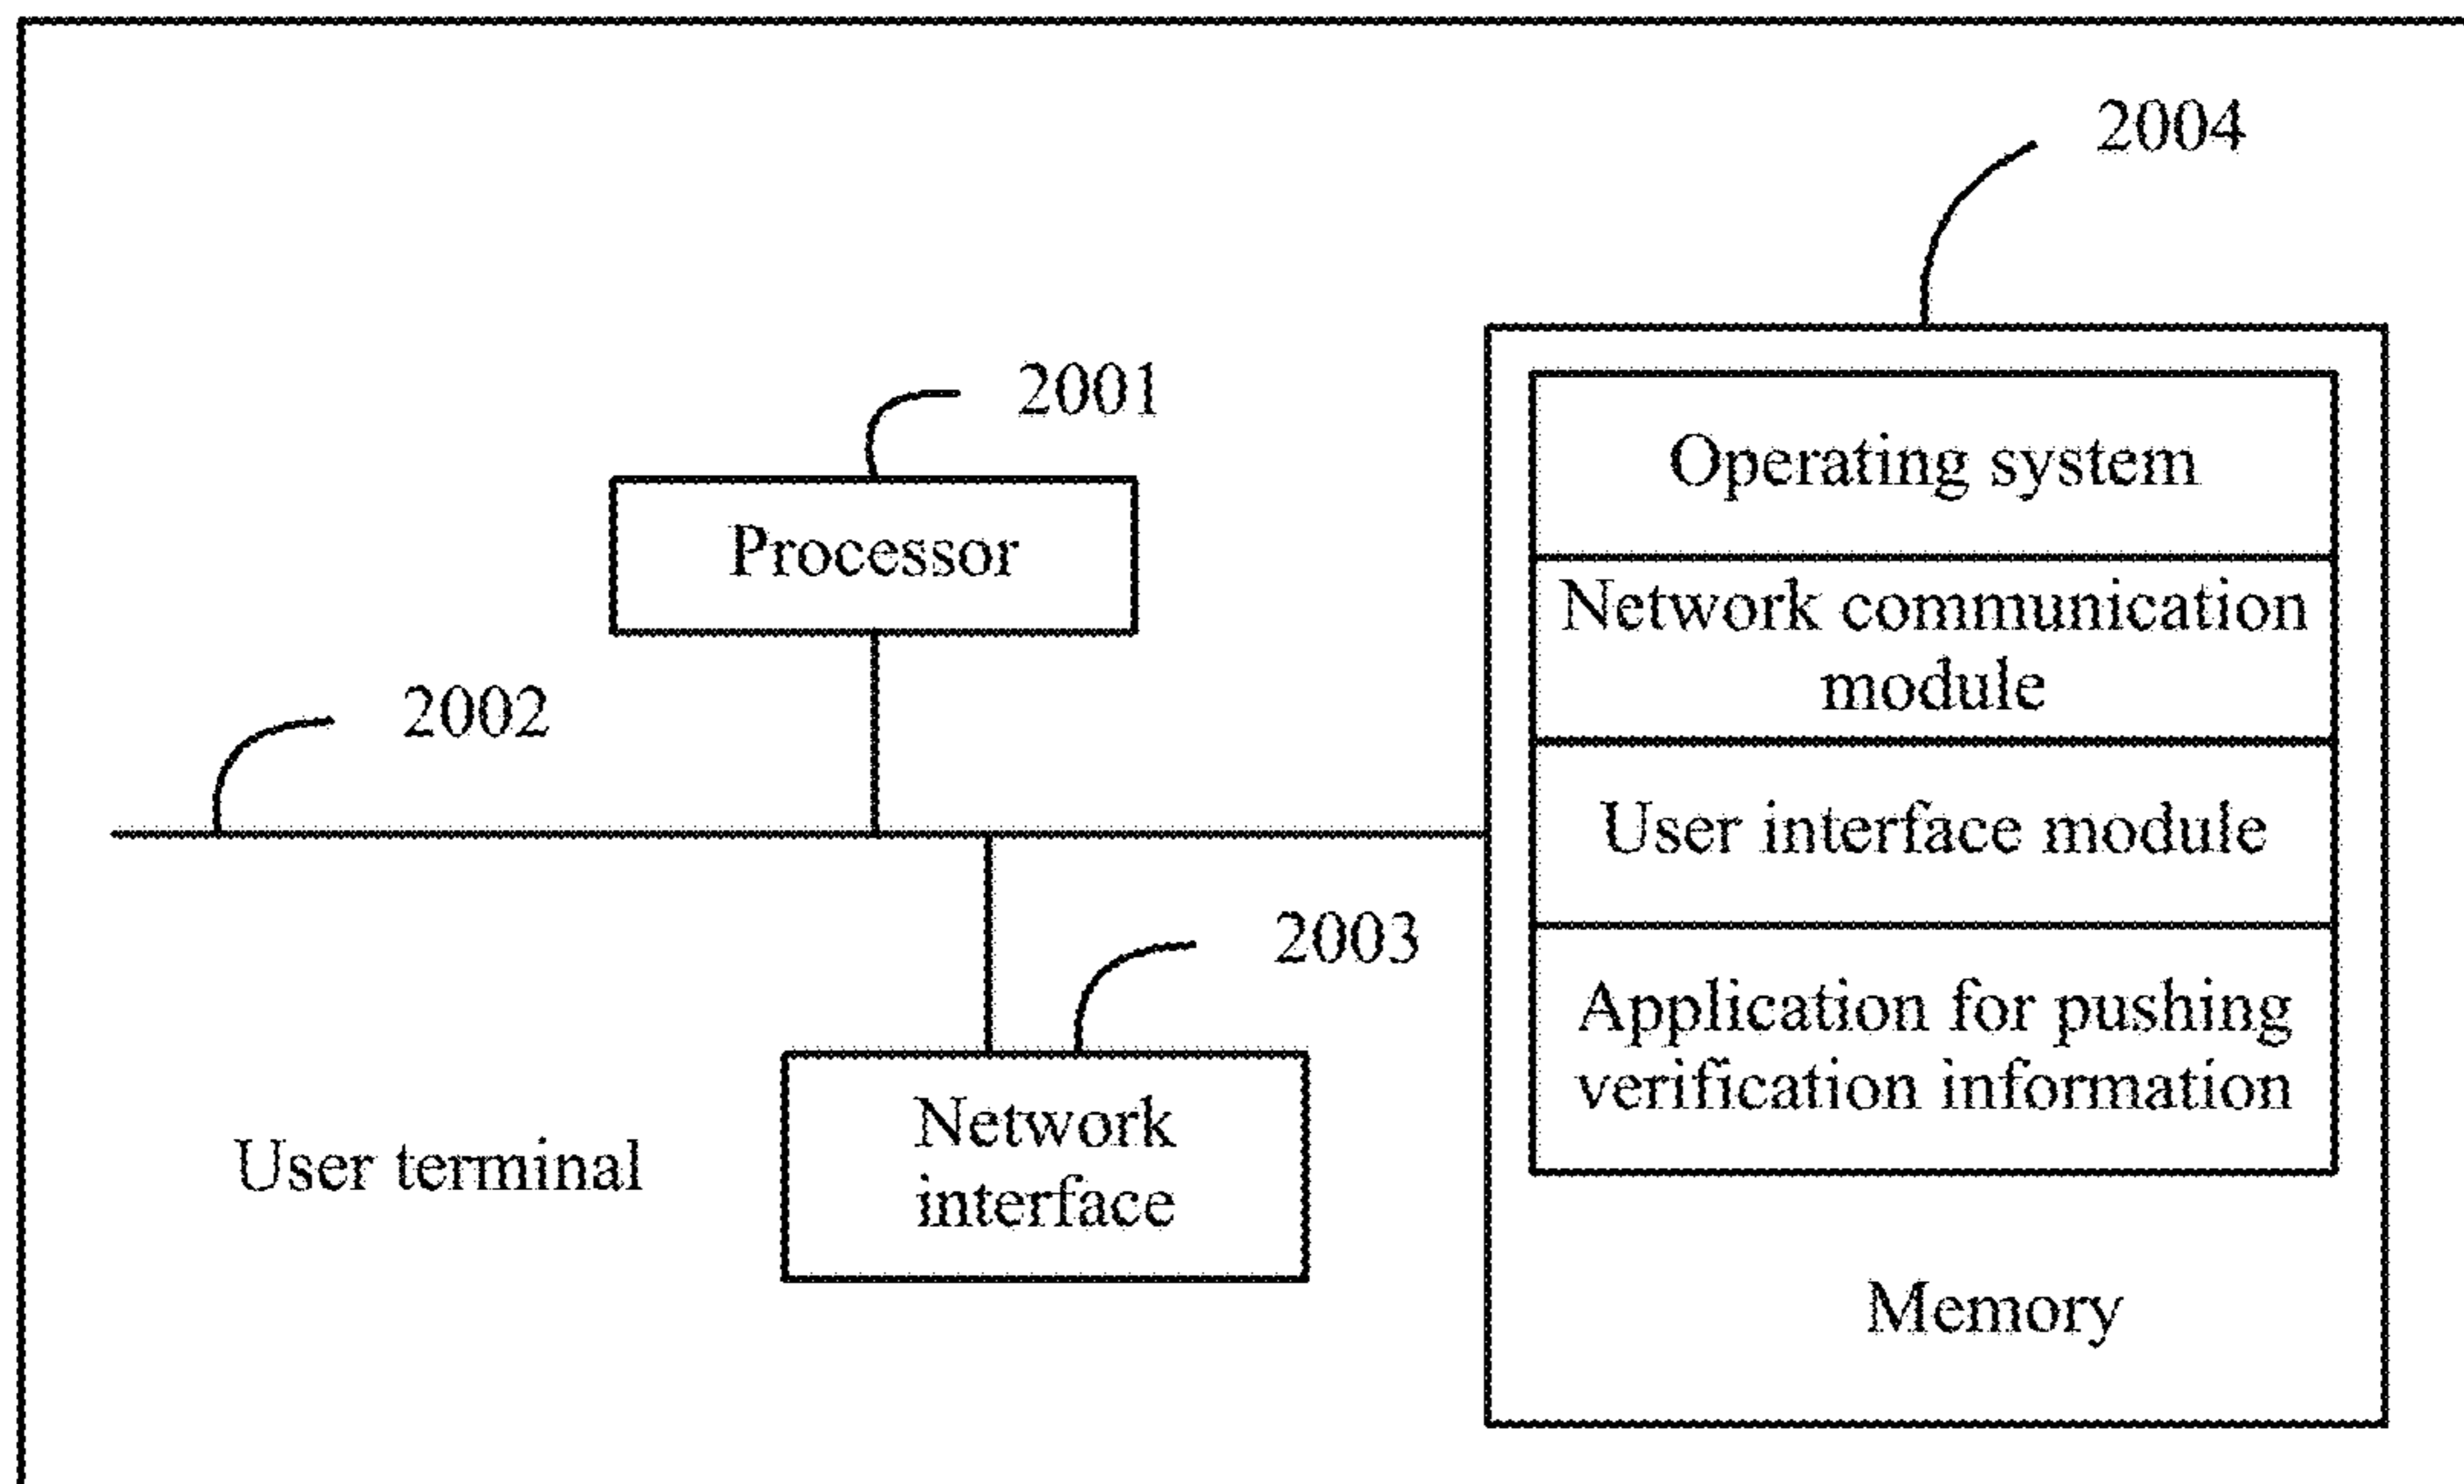 2004
2001
Processor
2002
2003
Network
interface
User terminal
Operating system
Network communication
module
User interface module
Application for pushing
verification information
Memory